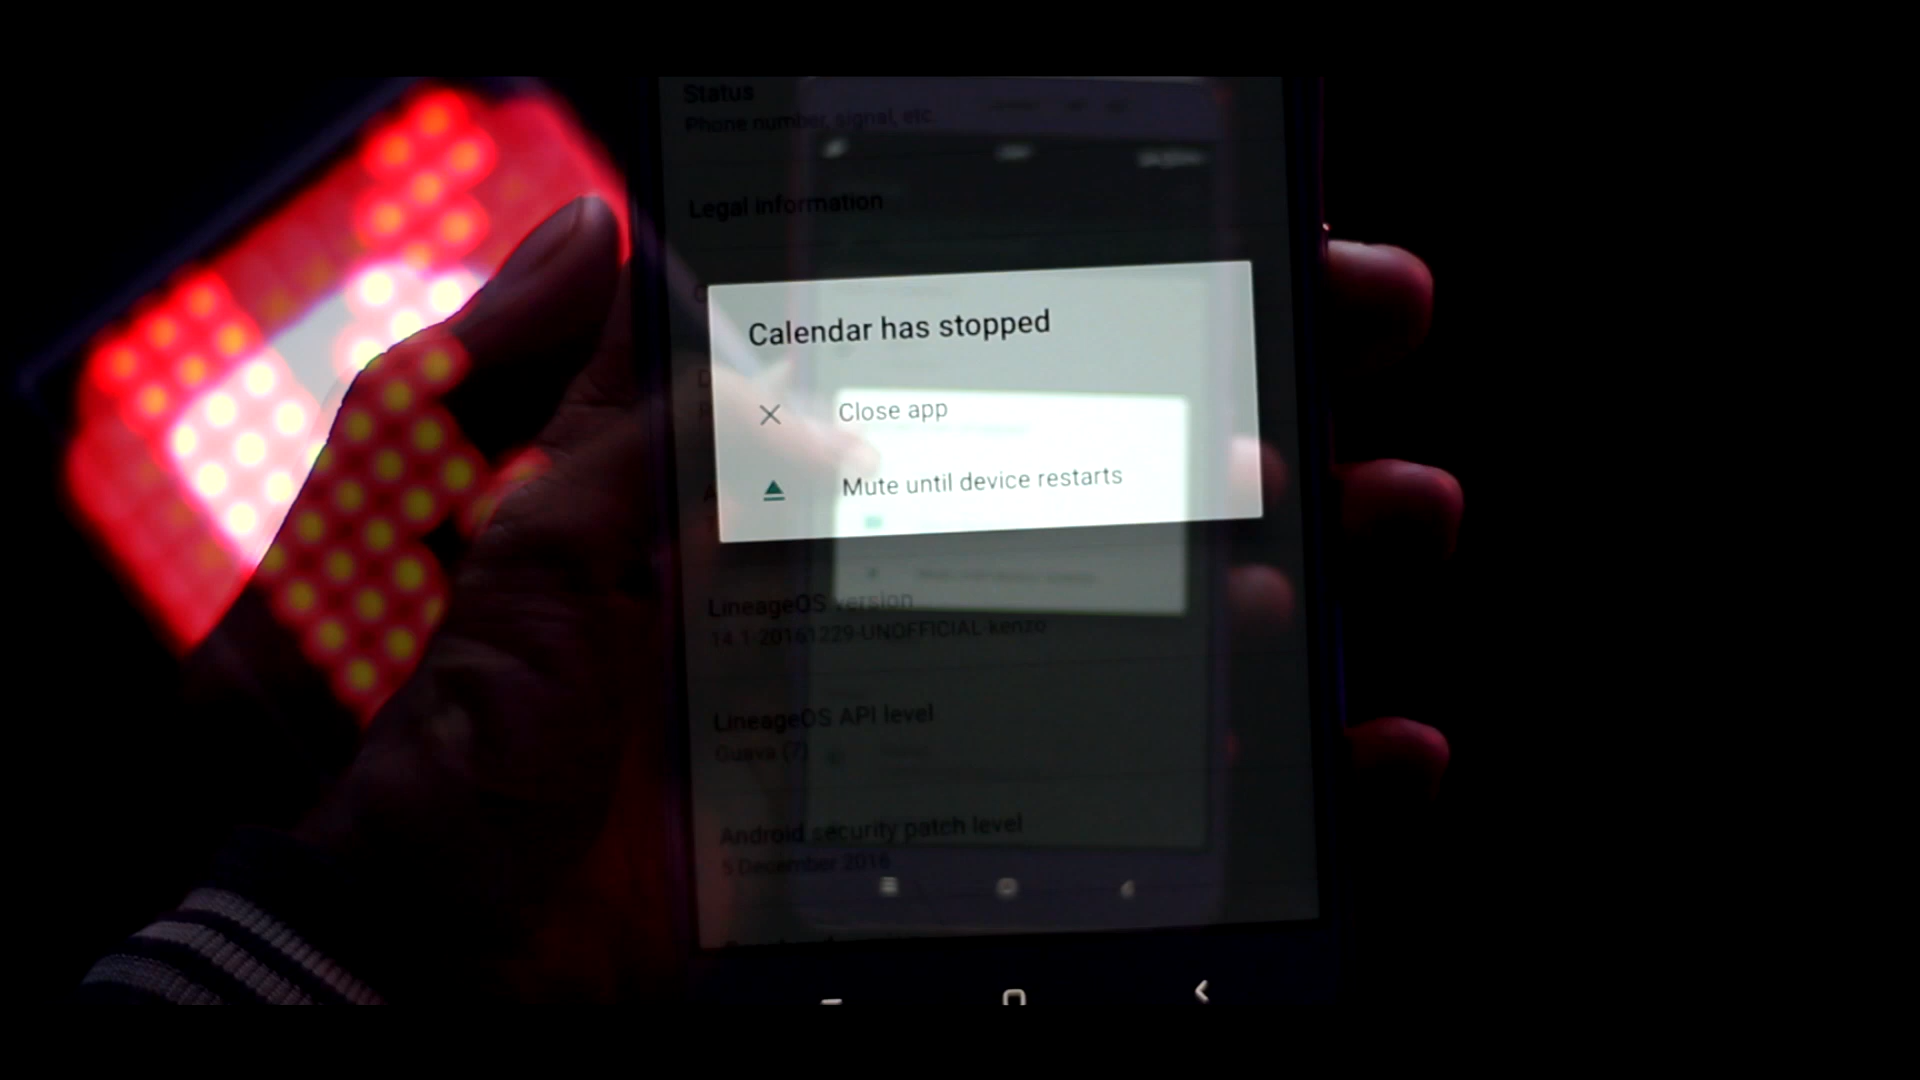 Status
Phone number, signal, etc.
Legal information
Calendar has stopped
Close app
Mute until device restarts
LineageOS version
14.1-20161229-UNOFFICIAL-kenzo
LineageOS API level
Guava (7)
Android security patch level
5 December 2016